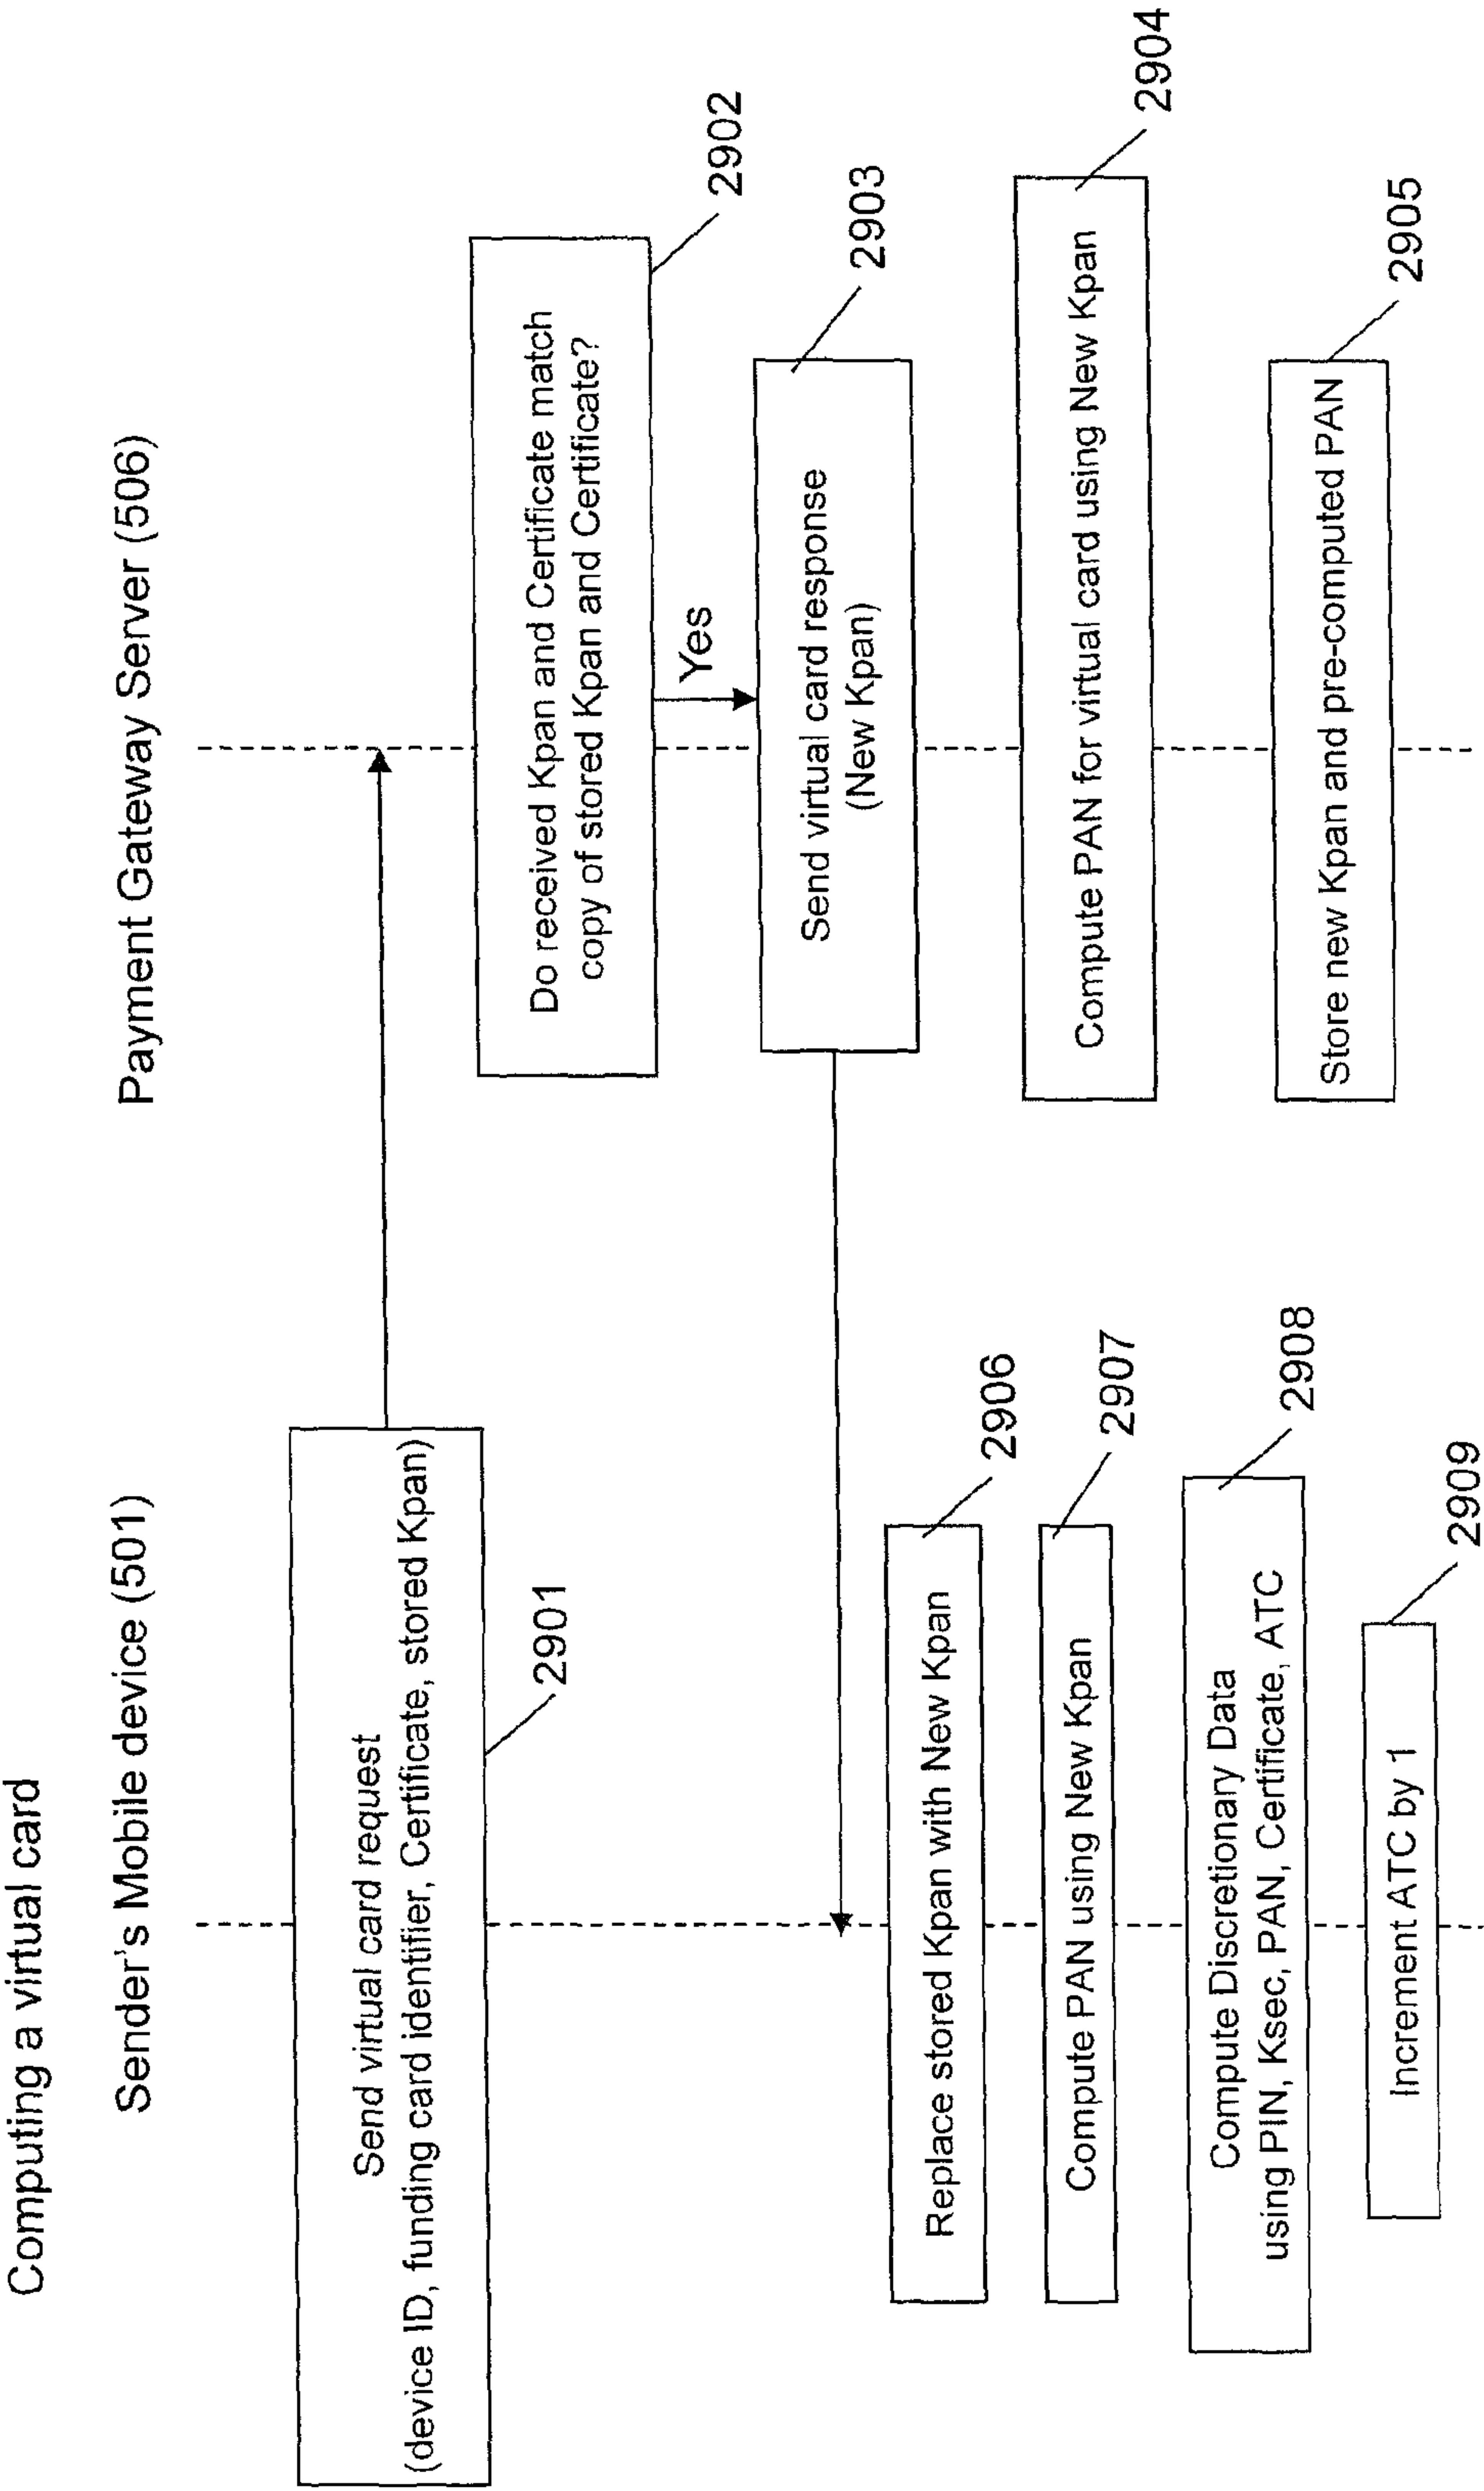 Computing a virtual card
Sender's Mobile device (501)
Payment Gateway Server (506)
Send virtual card request
(device ID, funding card identifier, Certificate, stored Kpan)
2901
Do received Kpan and Certificate match
copy of stored Kpan and Certificate?
2902
Yes
Send virtual card response
(New Kpan)
2903
Compute PAN for virtual card using New Kpan
2904
Store new Kpan and pre-computed PAN
2905
Replace stored Kpan with New Kpan
2906
Compute PAN using New Kpan
2907
Compute Discretionary Data
using PIN, Ksec, PAN, Certificate, ATC
2908
Increment ATC by 1
2909